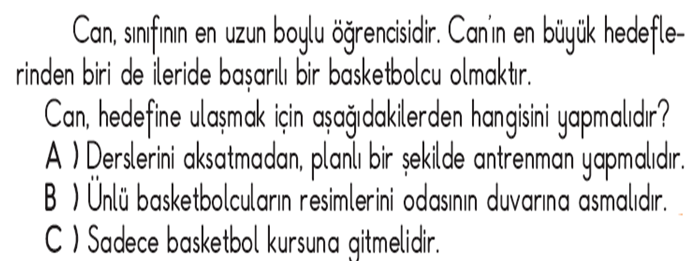 Can, sınıfının en uzun boylu öğrencisidir. Can'ın en büyük hedefle-
rinden biri de ileride başarılı bir basketbolcu olmaktır.
Can, hedefine ulaşmak için aşağıdakilerden hangisini yapmalıdır?
A ) Derslerini aksatmadan, planlı bir şekilde antrenman yapmalıdır.
B ) Ünlü basketbolcuların resimlerini odasının duvarına asmalıdır.
C ) Sadece basketbol kursuna gitmelidir.